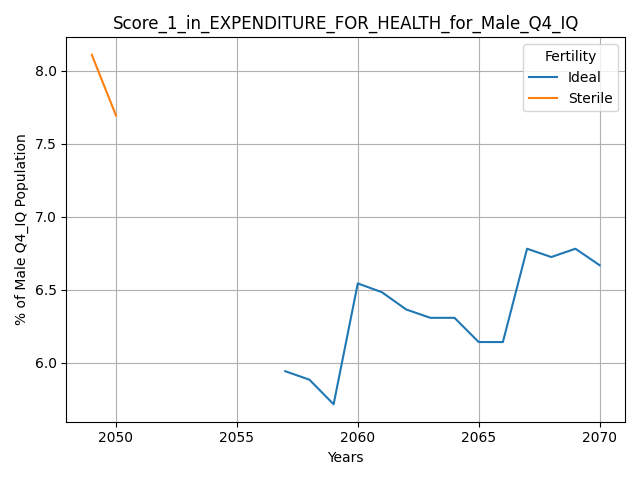 Score_1_in_EXPENDITURE_FOR_HEALTH_for_Male_Q4_IQ
Fertility
Ideal
Sterile
% of Male Q4_IQ Population
8.0
7.5
7.0
6.5
6.0
2050
2055
2060
2065
2070
Years